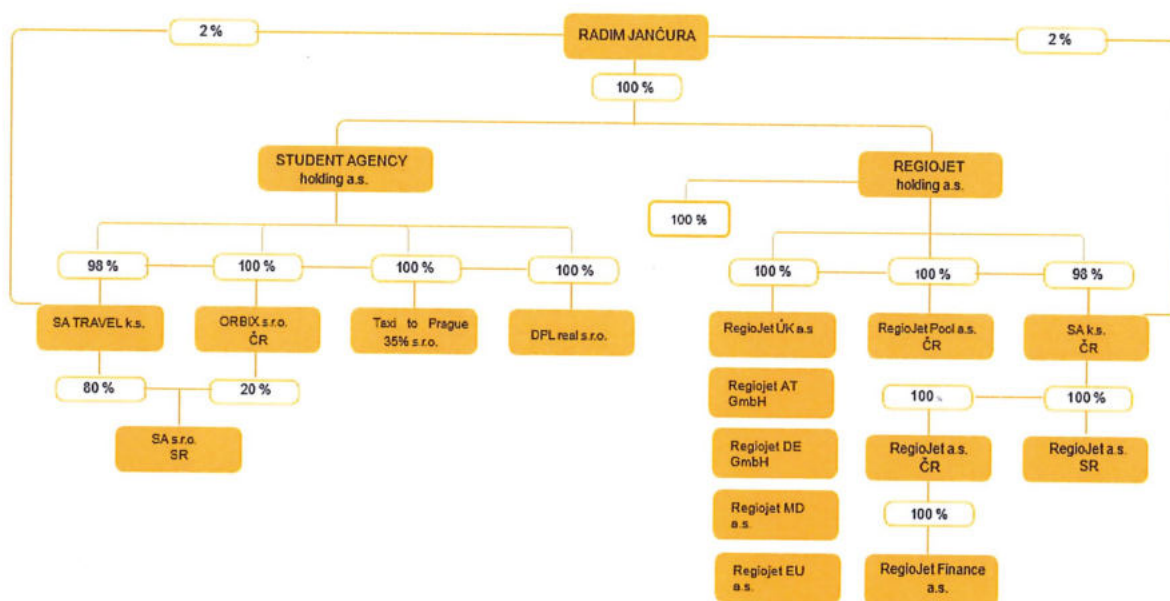 2 %
RADIM JANČURA
2 %
100 %
STUDENT AGENCY
holding a.s.
REGIOJET
holding a.s.
100 %
98 %
100 %
100 %
100 %
100 %
100 %
98 %
SA TRAVEL k.s.
ORBIX s.r.o.
ČR
Taxi to Prague
35% s.r.o.
DPL real s.r.o.
RegioJet ŮK a.s
RegioJet Pool a.s.
ČR
SA k.s.
ČR
80 %
20 %
Regiojet AT
GmbH
100 %
100 %
SA s.r.o.
SR
Regiojet DE
GmbH
RegioJet a.s.
ČR
RegioJet a.s.
SR
Regiojet MD
a.s.
100 %
Regiojet EU
a.s.
RegioJet Finance
a.s.